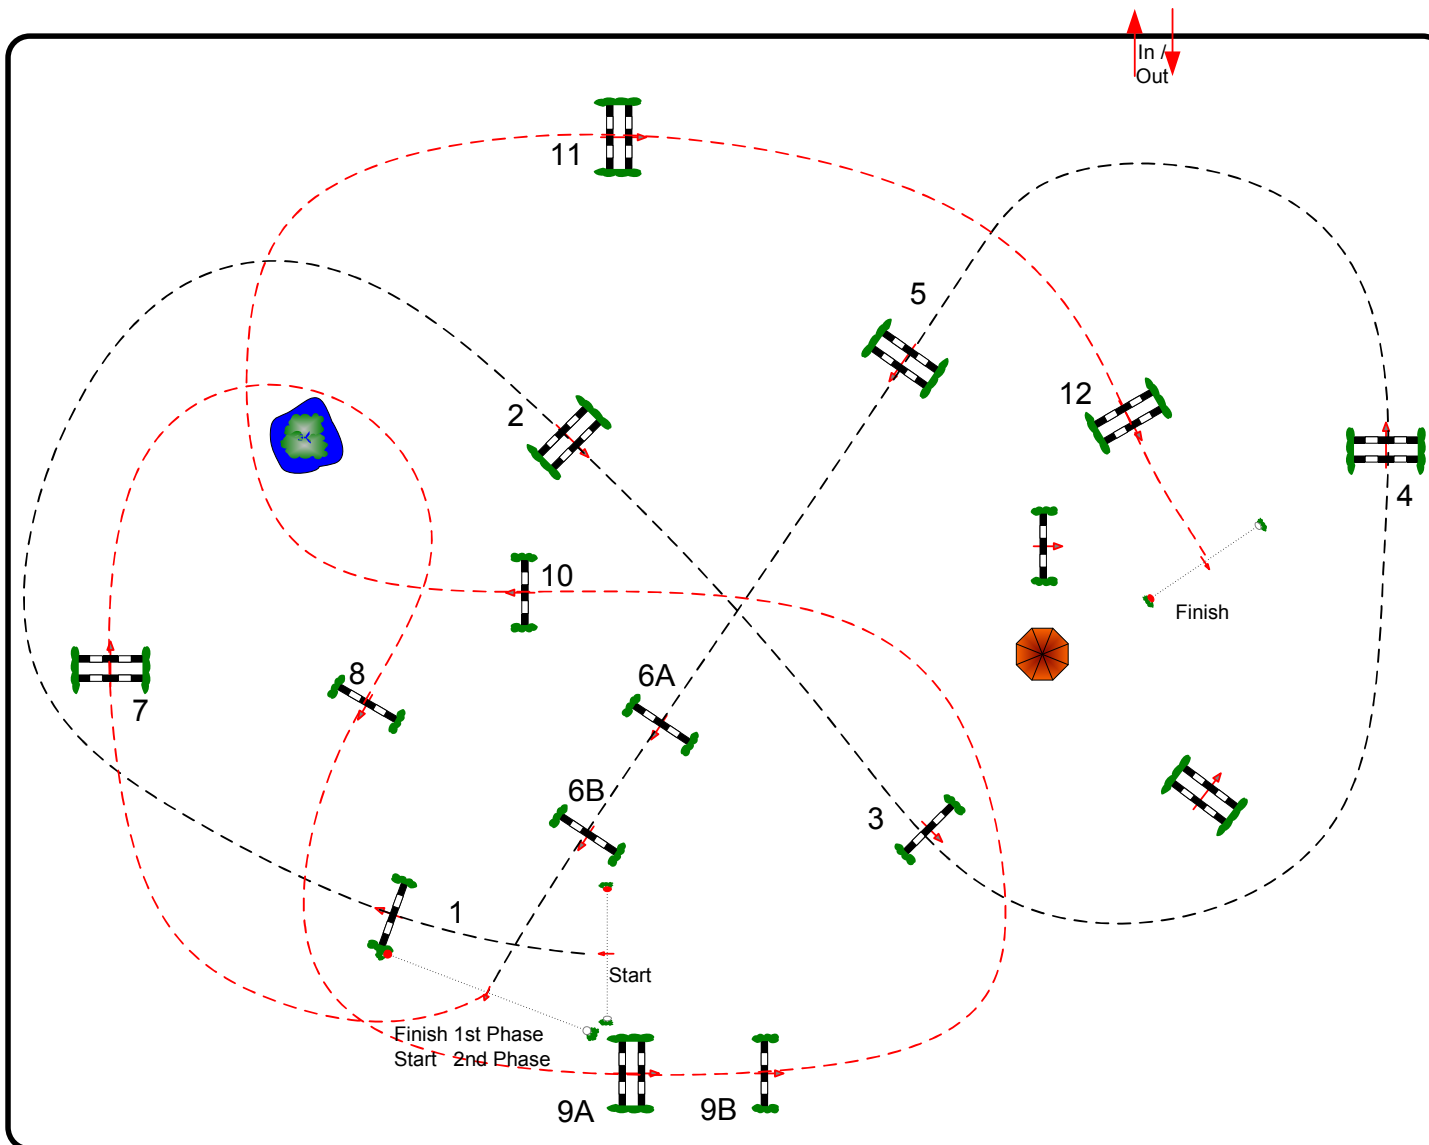 In /
Out
11
5
12
2
4
10
Finish
6A
8
7
6B
3
1
Start
Finish 1st Phase
Start 2nd Phase
9A
9B